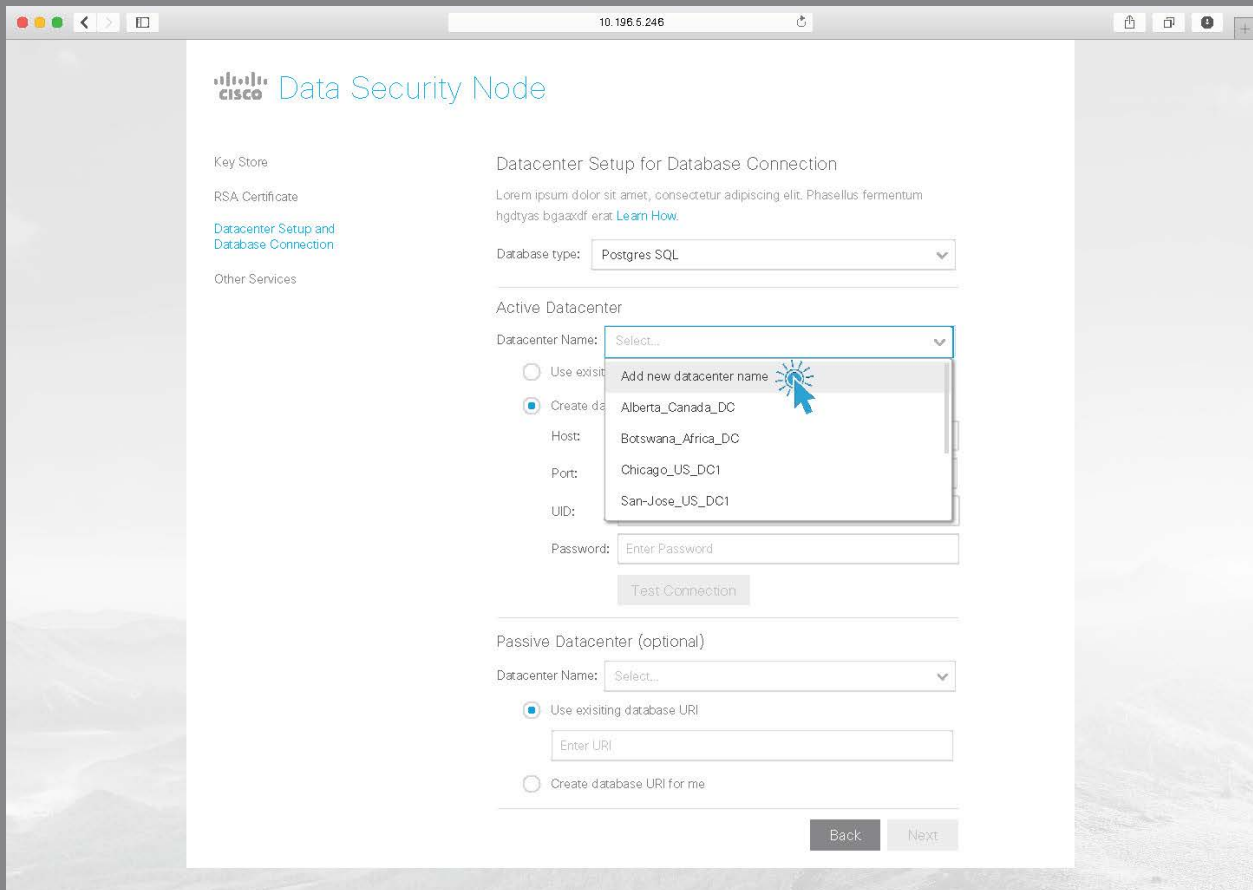 10.196.5.246
CISCO Data Security Node
Key Store
RSA Certificate
Datacenter Setup and
Database Connection
Other Services
Datacenter Setup for Database Connection
Lorem ipsum dolor sit amet, consectetur adipiscing elit. Phasellus fermentum
hgdtyas bgaaxdf erat Learn How.
Database type: Postgres SQL
Active Datacenter
Datacenter Name: Select...
Use exisit
Add new datacenter name
Create da
Alberta_Canada_DC
Host:
Botswana_Africa_DC
Port:
Chicago_US_DC1
UID:
San-Jose_US_DC1
Password: Enter Password
Test Connection
Passive Datacenter (optional)
Datacenter Name: Select...
Use exisiting database URI
Enter URI
Create database URI for me
Back Next